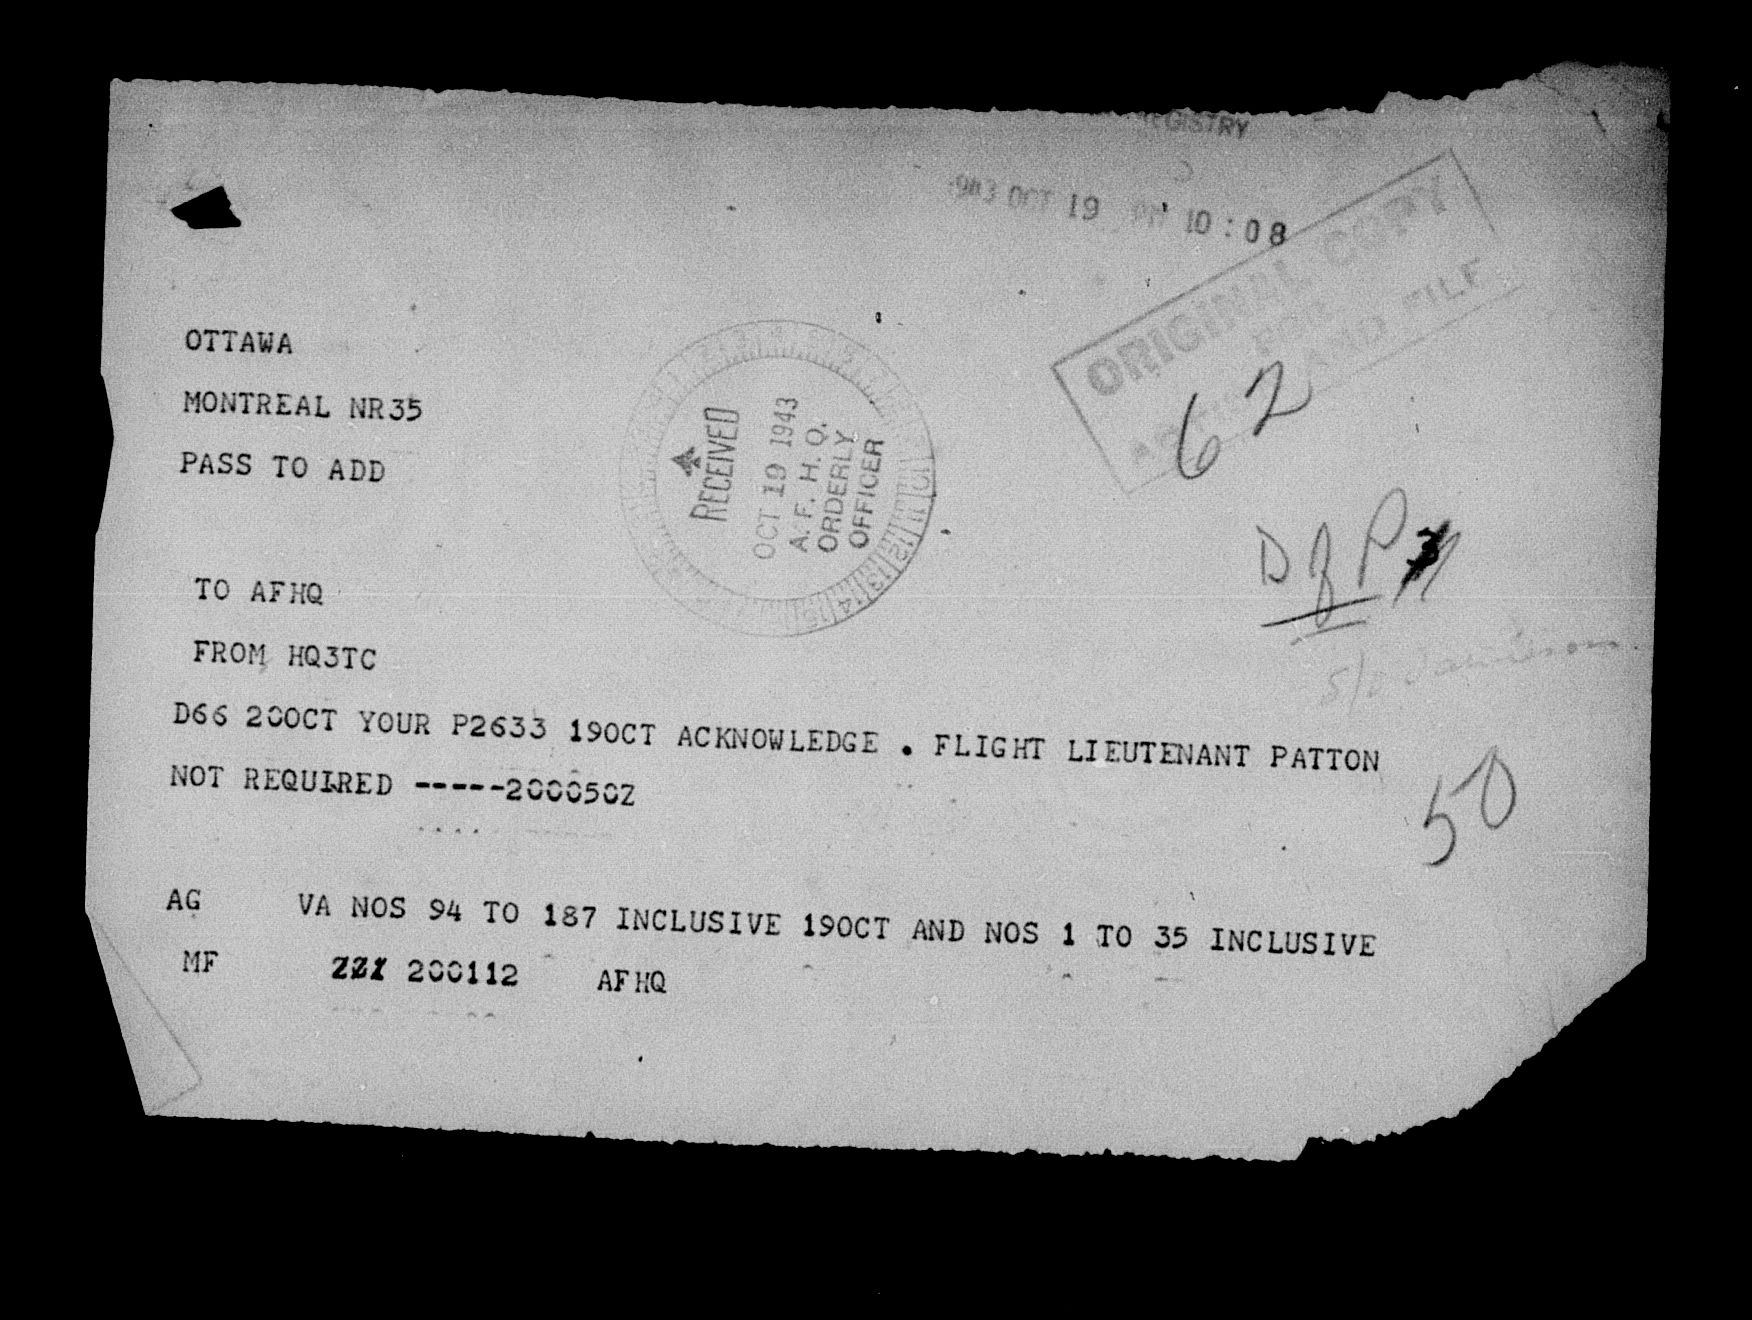 REGISTRY
1943 OCT 19 PM 10:08
ORIGINAL COPY
FOR
AND FILE
62
OTTAWA
MONTREAL NR35
PASS TO ADD
RECEIVED
OCT 19 1943
A. F. H. Q.
ORDERLY
OFFICER
TO AFHQ
FROM HQ3TC
D66 20OCT YOUR P2633 19OCT ACKNOWLEDGE . FLIGHT LIEUTENANT PATTON
NOT REQUIRED -----200050Z
50
AG VA NOS 94 TO 187 INCLUSIVE 19OCT AND NOS 1 TO 35 INCLUSIVE
MF 200112 AFHQ